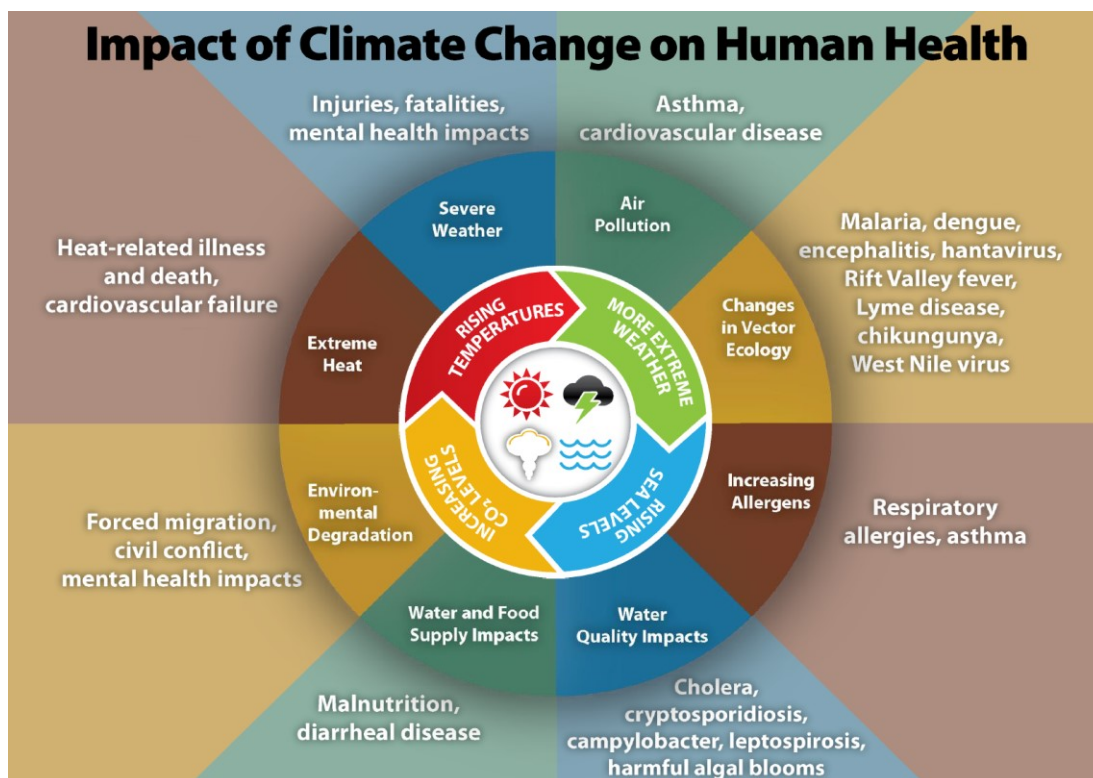 Impact of Climate Change on Human Health
Injuries, fatalities,
mental health impacts
Asthma,
cardiovascular disease
Severe
Weather
Air
Pollution
Heat-related illness
and death,
cardiovascular failure
Malaria, dengue,
encephalitis, hantavirus,
Rift Valley fever,
Lyme disease,
chikungunya,
West Nile virus
Extreme
Heat
Changes
in Vector
Ecology
RISING
TEMPERATURES
MORE EXTREME
WEATHER
INCREASING
CO₂ LEVELS
RISING
SEA LEVELS
Environ-
mental
Degradation
Increasing
Allergens
Forced migration,
civil conflict,
mental health impacts
Respiratory
allergies, asthma
Water and Food
Supply Impacts
Water
Quality Impacts
Malnutrition,
diarrheal disease
Cholera,
cryptosporidiosis,
campylobacter, leptospirosis,
harmful algal blooms